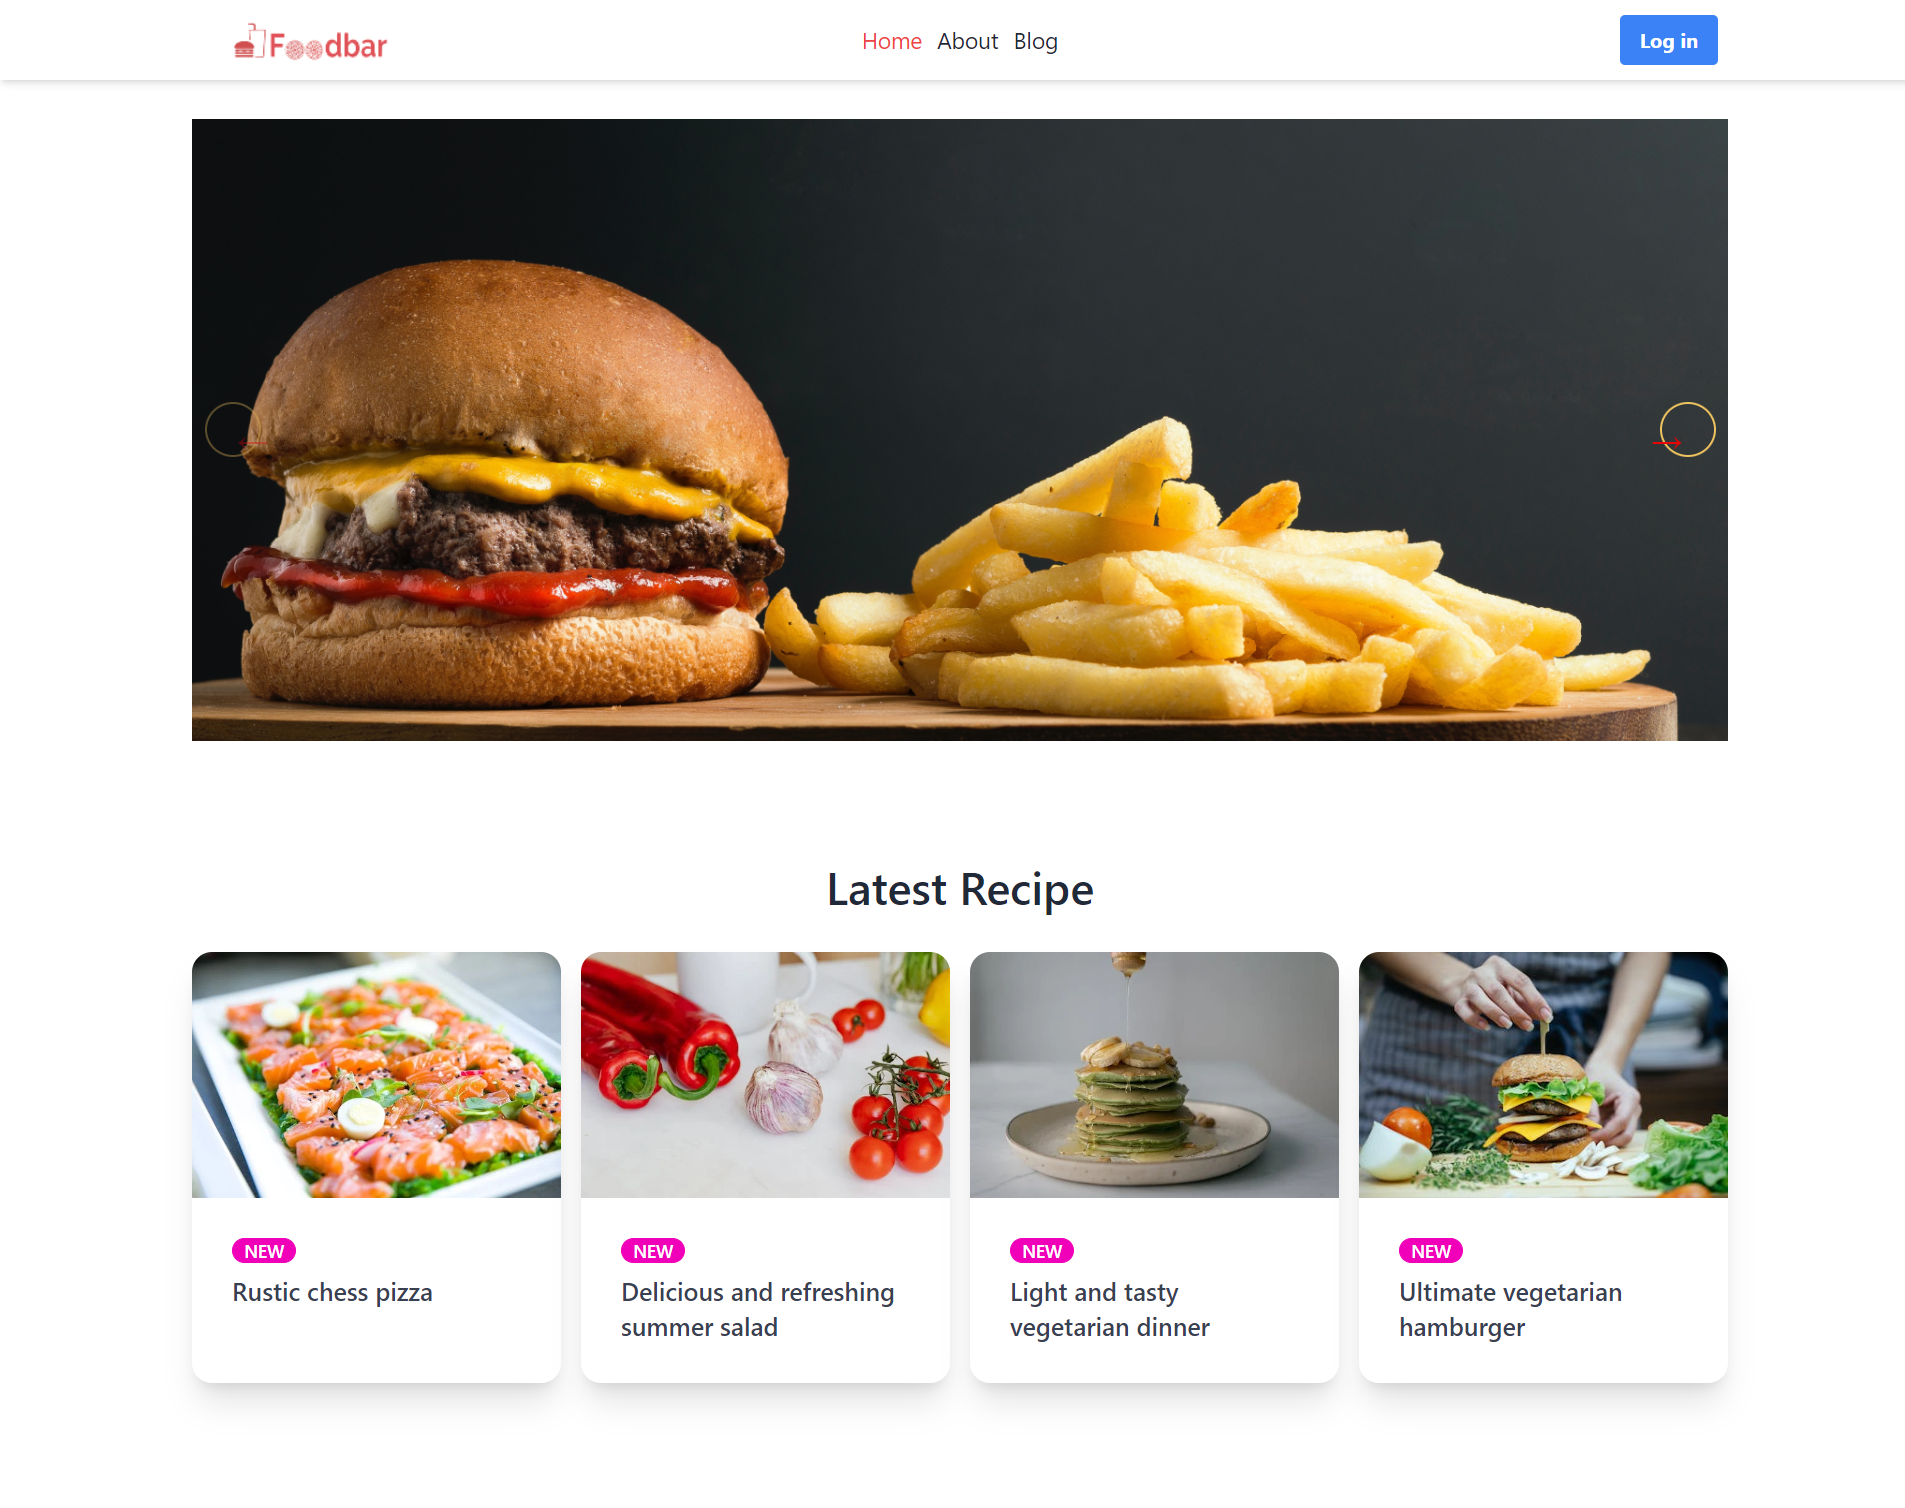 Foodbar
Home About Blog
Log in
←
→
Latest Recipe
NEW
Rustic chess pizza
NEW
Delicious and refreshing
summer salad
NEW
Light and tasty
vegetarian dinner
NEW
Ultimate vegetarian
hamburger